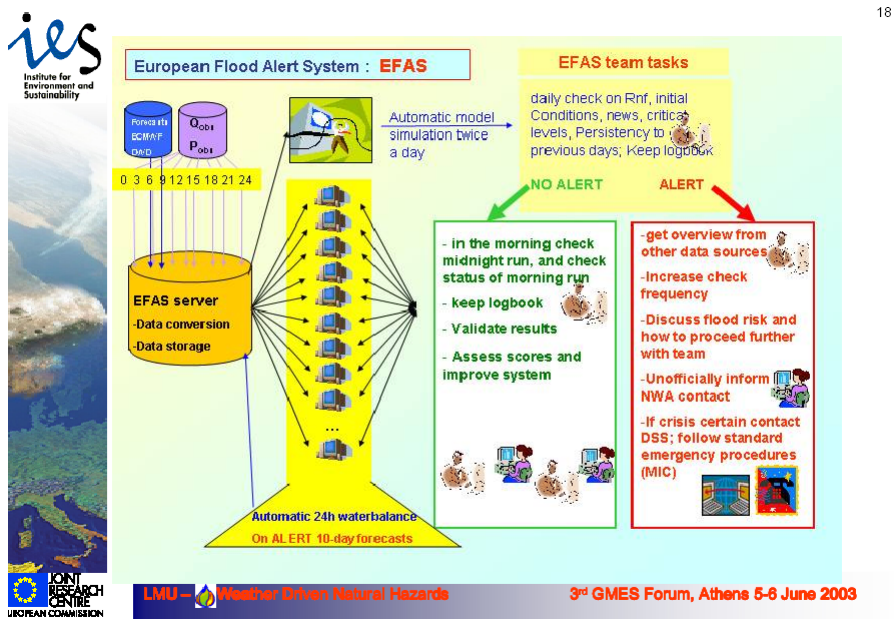 18
ies
Institute for
Environment and
Sustainability
European Flood Alert System : EFAS
EFAS team tasks
Forecasts
ECMWF
DWD
Q obs
P obs
0 3 6 9 12 15 18 21 24
Automatic model
simulation twice
a day
daily check on Rnf, initial
Conditions, news, critical
levels, Persistency to
previous days; Keep logbook
NO ALERT
ALERT
EFAS server
-Data conversion
-Data storage
...
Automatic 24h waterbalance
On ALERT 10-day forecasts
- in the morning check
midnight run, and check
status of morning run
- keep logbook
- Validate results
- Assess scores and
improve system
-get overview from
other data sources
-Increase check
frequency
-Discuss flood risk and
how to proceed further
with team
-Unofficially inform
NWA contact
-If crisis certain contact
DSS; follow standard
emergency procedures
(MIC)
JOINT
RESEARCH
CENTRE
EUROPEAN COMMISSION
LMU – Weather Driven Natural Hazards
3rd GMES Forum, Athens 5-6 June 2003